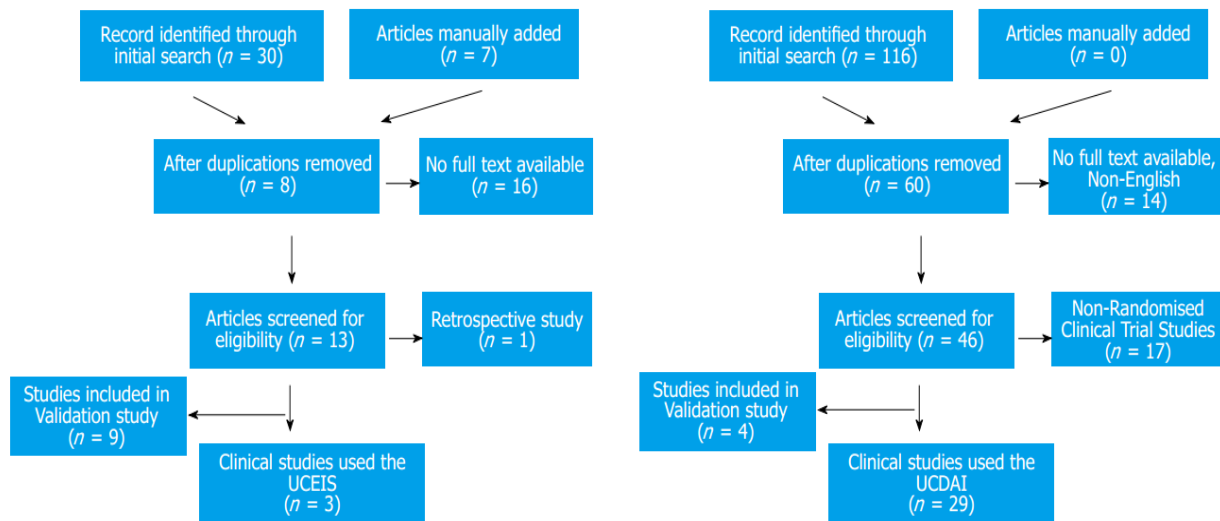 Record identified through
initial search (n = 30)
Articles manually added
(n = 7)
After duplications removed
(n = 8)
No full text available
(n = 16)
Articles screened for
eligibility (n = 13)
Retrospective study
(n = 1)
Studies included in
Validation study
(n = 9)
Clinical studies used the
UCEIS
(n = 3)
Record identified through
initial search (n = 116)
Articles manually added
(n = 0)
After duplications removed
(n = 60)
No full text available,
Non-English
(n = 14)
Articles screened for
eligibility (n = 46)
Non-Randomised
Clinical Trial Studies
(n = 17)
Studies included in
Validation study
(n = 4)
Clinical studies used the
UCDAI
(n = 29)